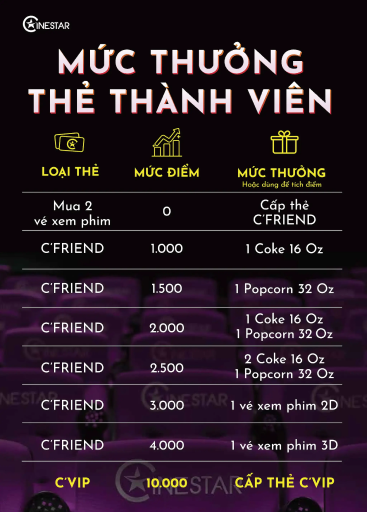 CINESTAR
MỨC THƯỞNG
THẺ THÀNH VIÊN
LOẠI THẺ
MỨC ĐIỂM
MỨC THƯỞNG
Hoặc dùng để tích điểm
Mua 2
vé xem phim
0
Cấp thẻ
C'FRIEND
C'FRIEND
1.000
1 Coke 16 Oz
C'FRIEND
1.500
1 Popcorn 32 Oz
C'FRIEND
2.000
1 Coke 16 Oz
1 Popcorn 32 Oz
C'FRIEND
2.500
2 Coke 16 Oz
1 Popcorn 32 Oz
C'FRIEND
3.000
1 vé xem phim 2D
C'FRIEND
4.000
1 vé xem phim 3D
C'VIP
10.000
CẤP THẺ C'VIP
CINESTAR